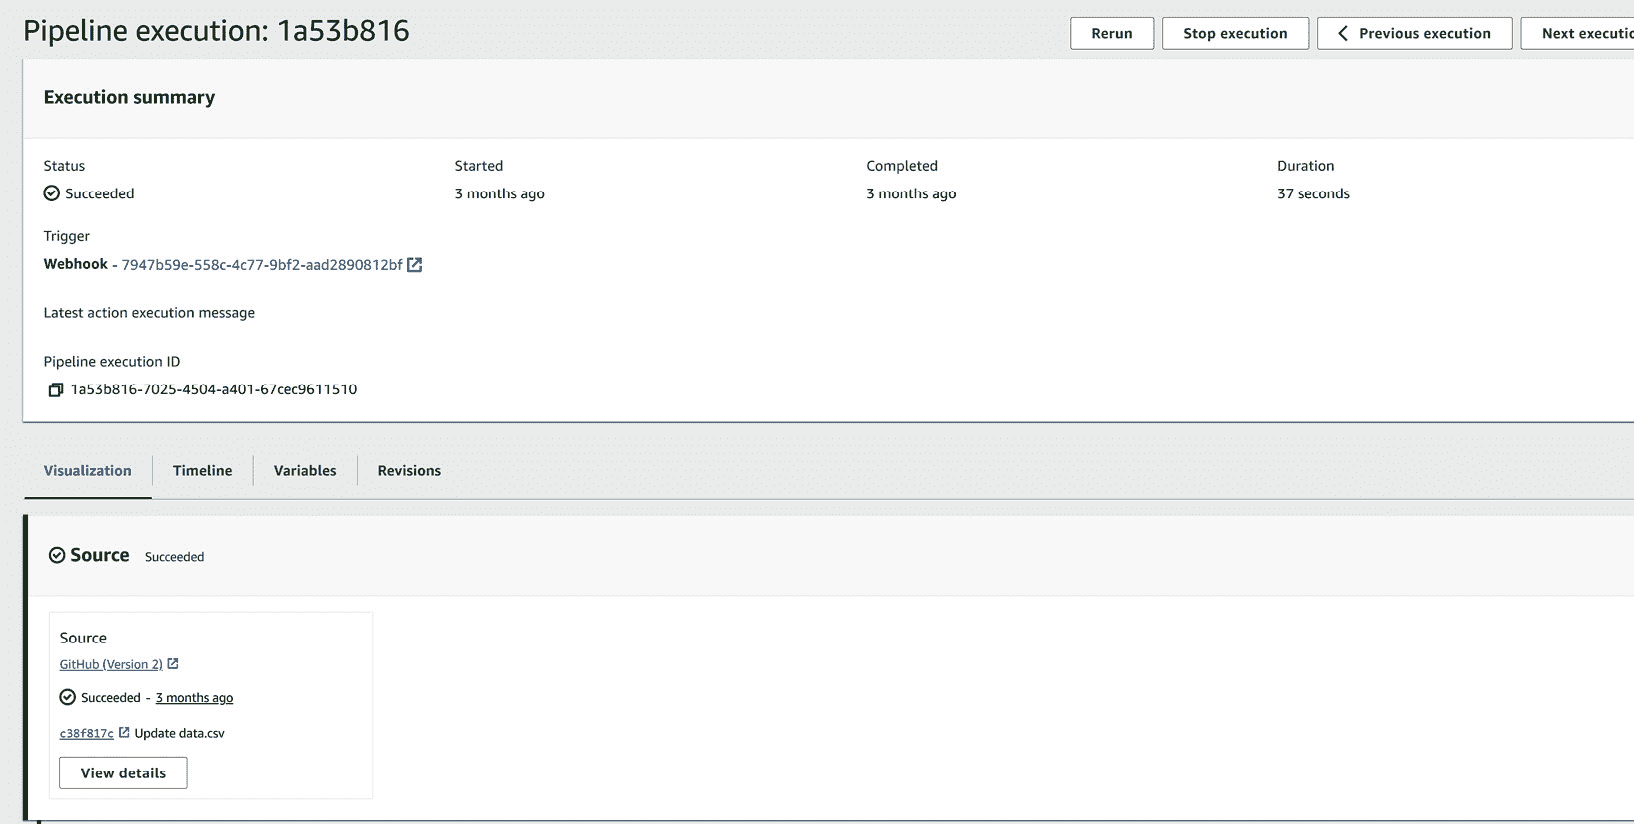 Pipeline execution: 1a53b816
Rerun
Stop execution
Previous execution
Next executio
Execution summary
Status
Started
Completed
Duration
Succeeded
3 months ago
3 months ago
37 seconds
Trigger
Webhook - 7947b59e-558c-4c77-9bf2-aad2890812bf
Latest action execution message
Pipeline execution ID
1a53b816-7025-4504-a401-67cec9611510
Visualization
Timeline
Variables
Revisions
Source Succeeded
Source
GitHub (Version 2)
Succeeded - 3 months ago
c38f817c Update data.csv
View details